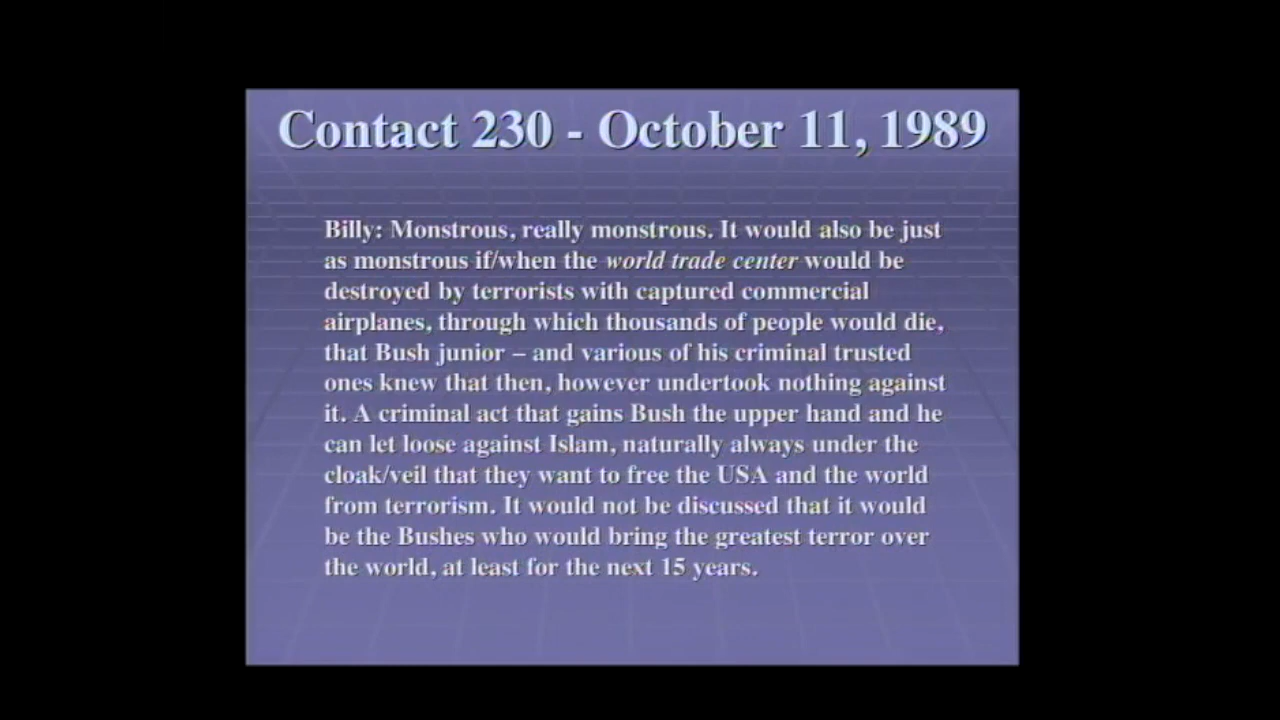 Contact 230 - October 11, 1989
Billy: Monstrous, really monstrous. It would also be just
as monstrous if/when the world trade center would be
destroyed by terrorists with captured commercial
airplanes, through which thousands of people would die,
that Bush junior – and various of his criminal trusted
ones knew that then, however undertook nothing against
it. A criminal act that gains Bush the upper hand and he
can let loose against Islam, naturally always under the
cloak/veil that they want to free the USA and the world
from terrorism. It would not be discussed that it would
be the Bushes who would bring the greatest terror over
the world, at least for the next 15 years.